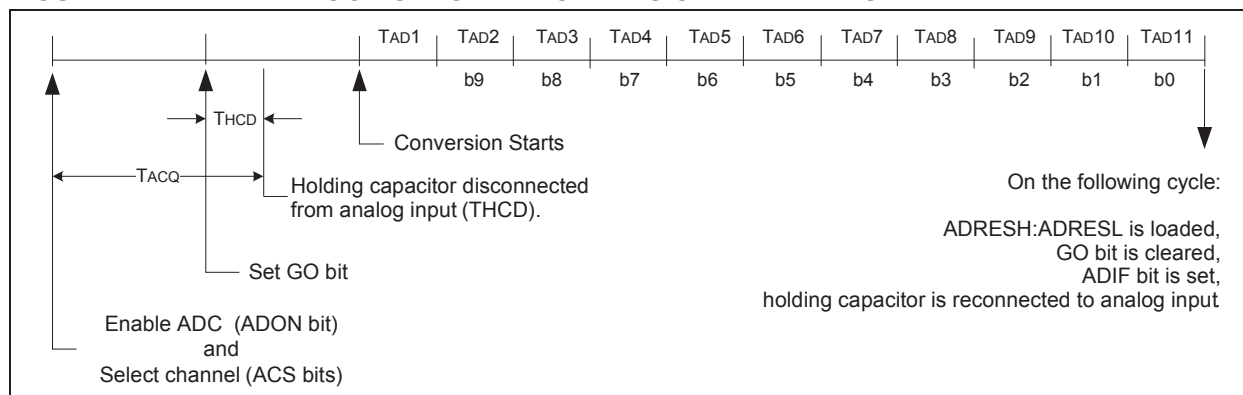 TAD1 TAD2 TAD3 TAD4 TAD5 TAD6 TAD7 TAD8 TAD9 TAD10 TAD11
b9 b8 b7 b6 b5 b4 b3 b2 b1 b0
THCD
Conversion Starts
TACQ
Holding capacitor disconnected
from analog input (THCD).
Set GO bit
Enable ADC (ADON bit)
and
Select channel (ACS bits)
On the following cycle:
ADRESH:ADRESL is loaded,
GO bit is cleared,
ADIF bit is set,
holding capacitor is reconnected to analog input